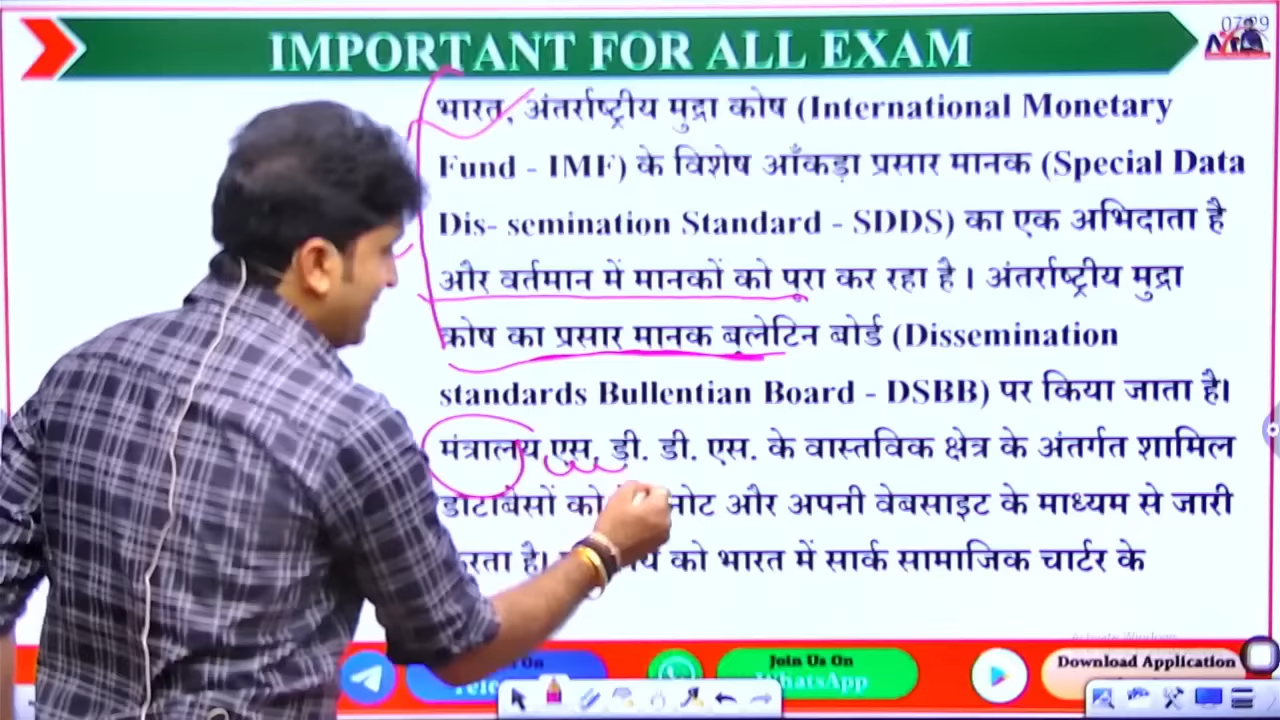 IMPORTANT FOR ALL EXAM
भारत, अंतर्राष्ट्रीय मुद्रा कोष (International Monetary
Fund - IMF) के विशेष आँकड़ा प्रसार मानक (Special Data
Dis- semination Standard - SDDS) का एक अभिदाता है
और वर्तमान में मानकों को पूरा कर रहा है। अंतर्राष्ट्रीय मुद्रा
कोष का प्रसार मानक बुलेटिन बोर्ड (Dissemination
standards Bullentian Board - DSBB) पर किया जाता है।
मंत्रालय एस. डी. डी. एस. के वास्तविक क्षेत्र के अंतर्गत शामिल
डाटाबेसों को नोट और अपनी वेबसाइट के माध्यम से जारी
करता है। को भारत में सार्क सामाजिक चार्टर के
On
Join Us On
WhatsApp
Download Application